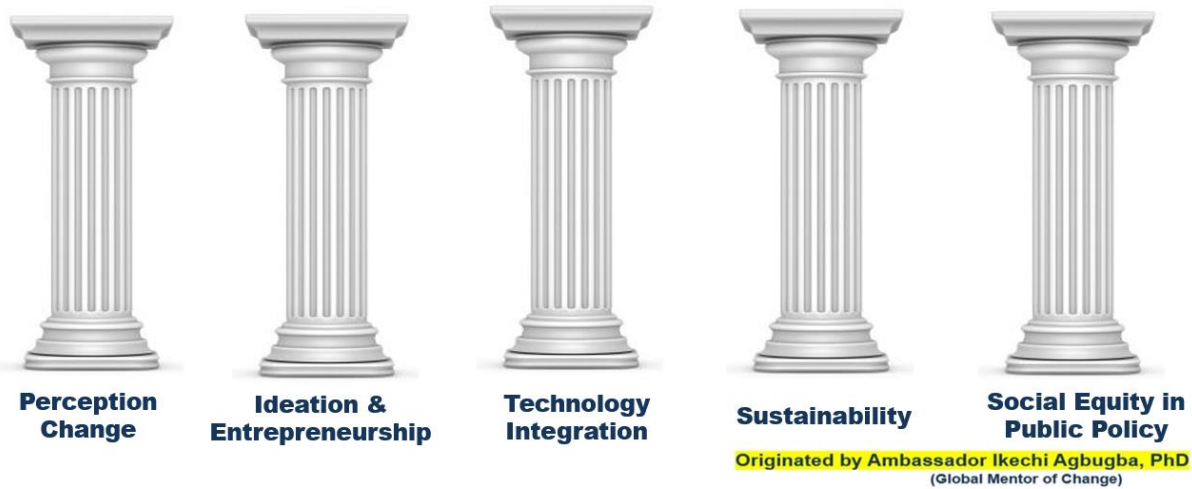 Perception
Change
Ideation &
Entrepreneurship
Technology
Integration
Sustainability
Social Equity in
Public Policy
Originated by Ambassador Ikechi Agbugba, PhD
(Global Mentor of Change)